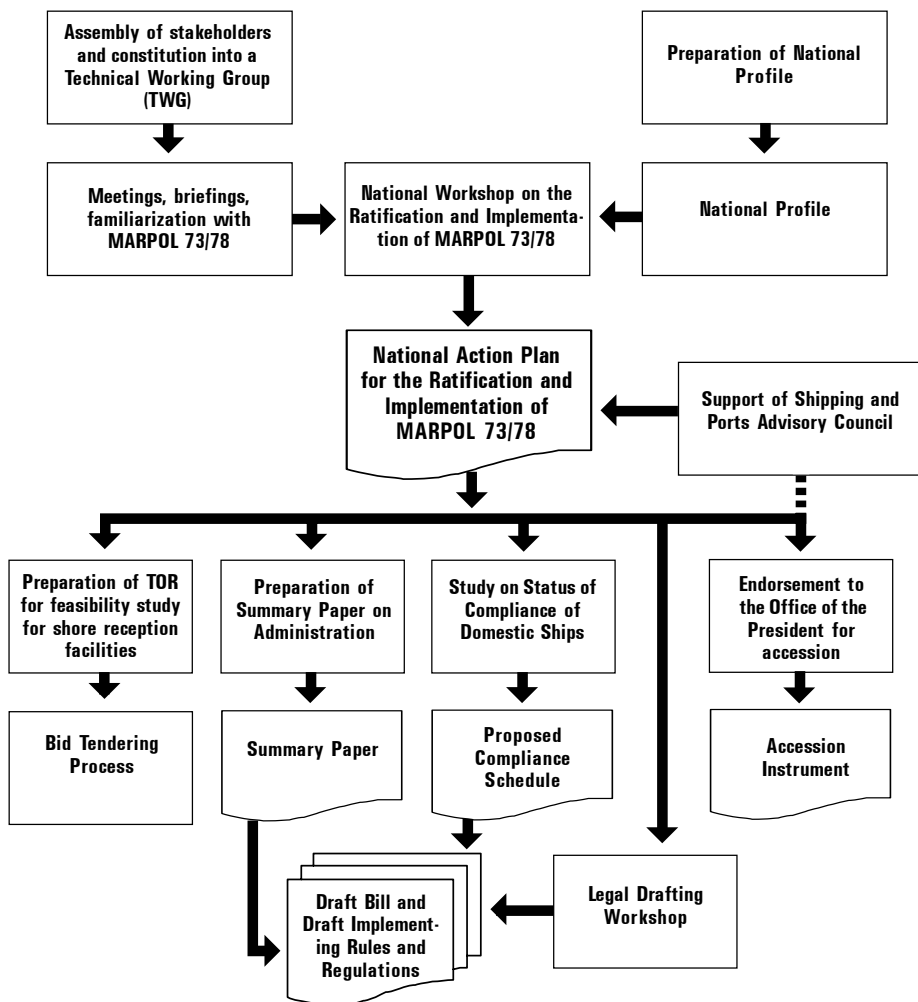 Assembly of stakeholders
and constitution into a
Technical Working Group
(TWG)
Preparation of National
Profile
Meetings, briefings,
familiarization with
MARPOL 73/78
National Workshop on the
Ratification and Implementa-
tion of MARPOL 73/78
National Profile
National Action Plan
for the Ratification and
Implementation of
MARPOL 73/78
Support of Shipping and
Ports Advisory Council
Preparation of TOR
for feasibility study
for shore reception
facilities
Preparation of
Summary Paper on
Administration
Study on Status of
Compliance of
Domestic Ships
Endorsement to
the Office of the
President for
accession
Bid Tendering
Process
Summary Paper
Proposed
Compliance
Schedule
Accession
Instrument
Draft Bill and
Draft Implement-
ing Rules and
Regulations
Legal Drafting
Workshop